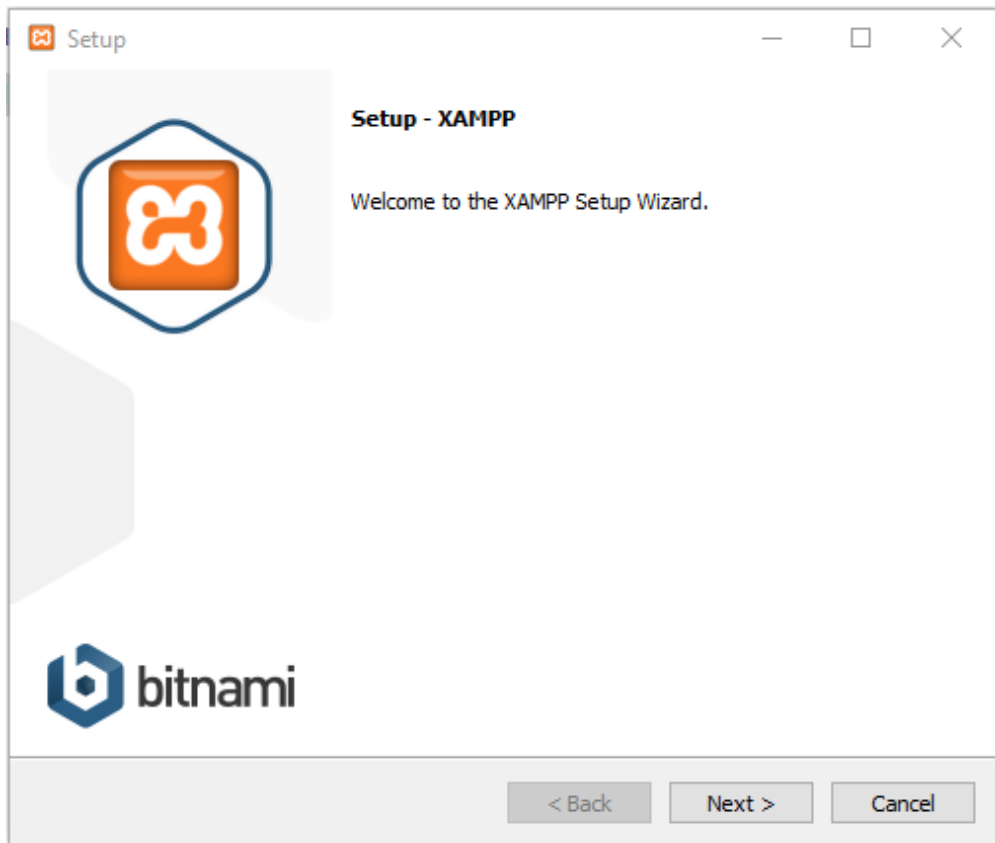 Setup
Setup - XAMPP
Welcome to the XAMPP Setup Wizard.
bitnami
< Back
Next >
Cancel